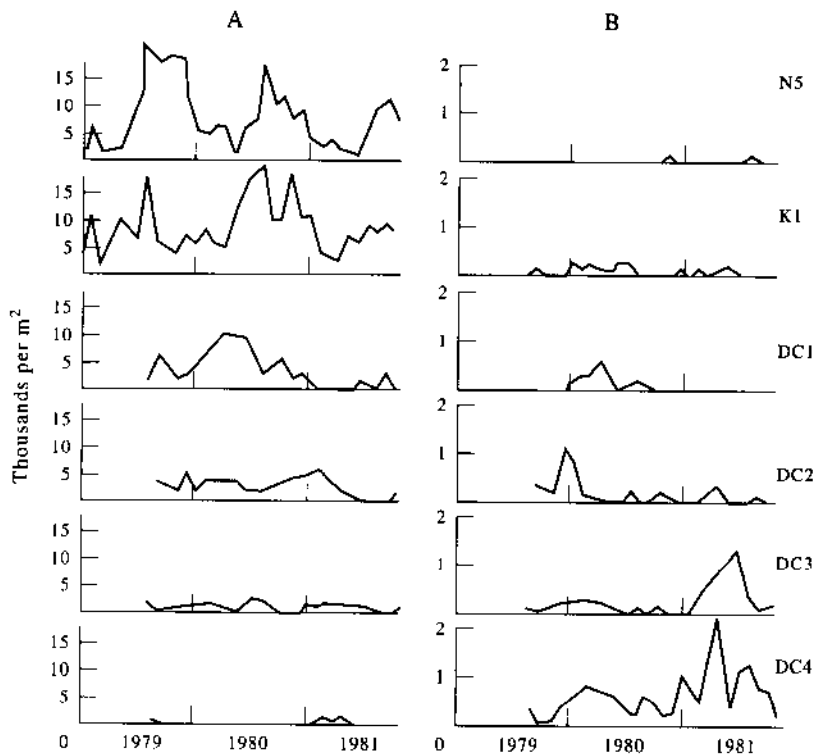 A B
15 10 5 2 1 N5
15 10 5 2 1 K1
15 10 5 2 1 DC1
15 10 5 2 1 DC2
15 10 5 2 1 DC3
15 10 5 2 1 DC4
Thousands per m²
0 1979 1980 1981 0 1979 1980 1981